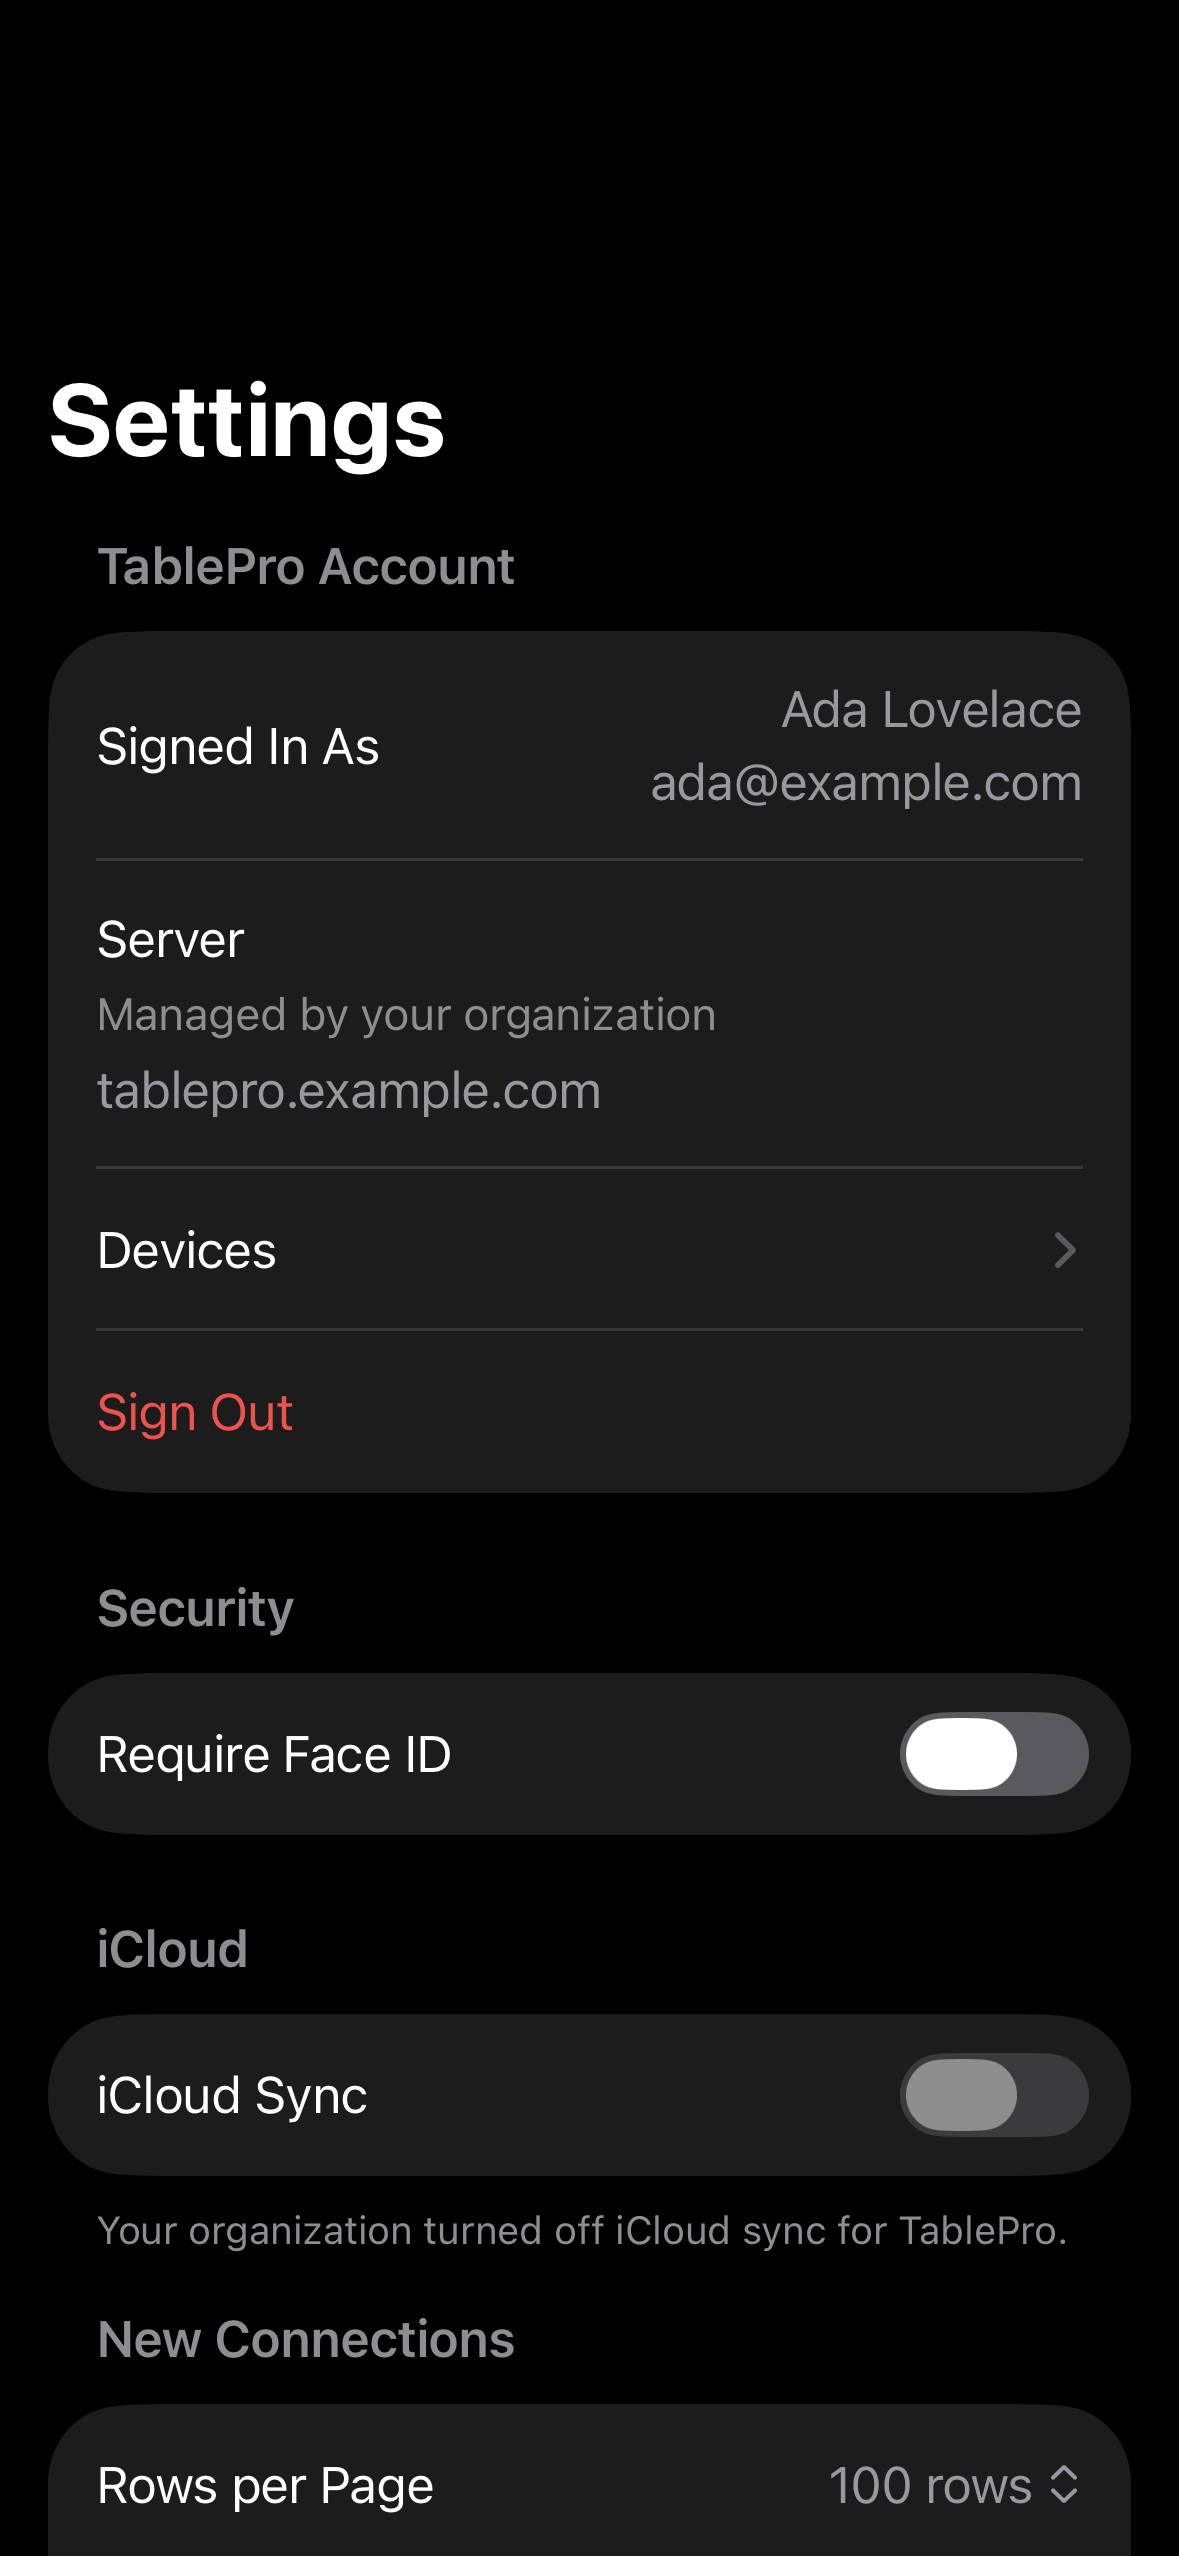 Settings
TablePro Account
Signed In As
Ada Lovelace
ada@example.com
Server
Managed by your organization
tablepro.example.com
Devices
Sign Out
Security
Require Face ID
iCloud
iCloud Sync
Your organization turned off iCloud sync for TablePro.
New Connections
Rows per Page
100 rows